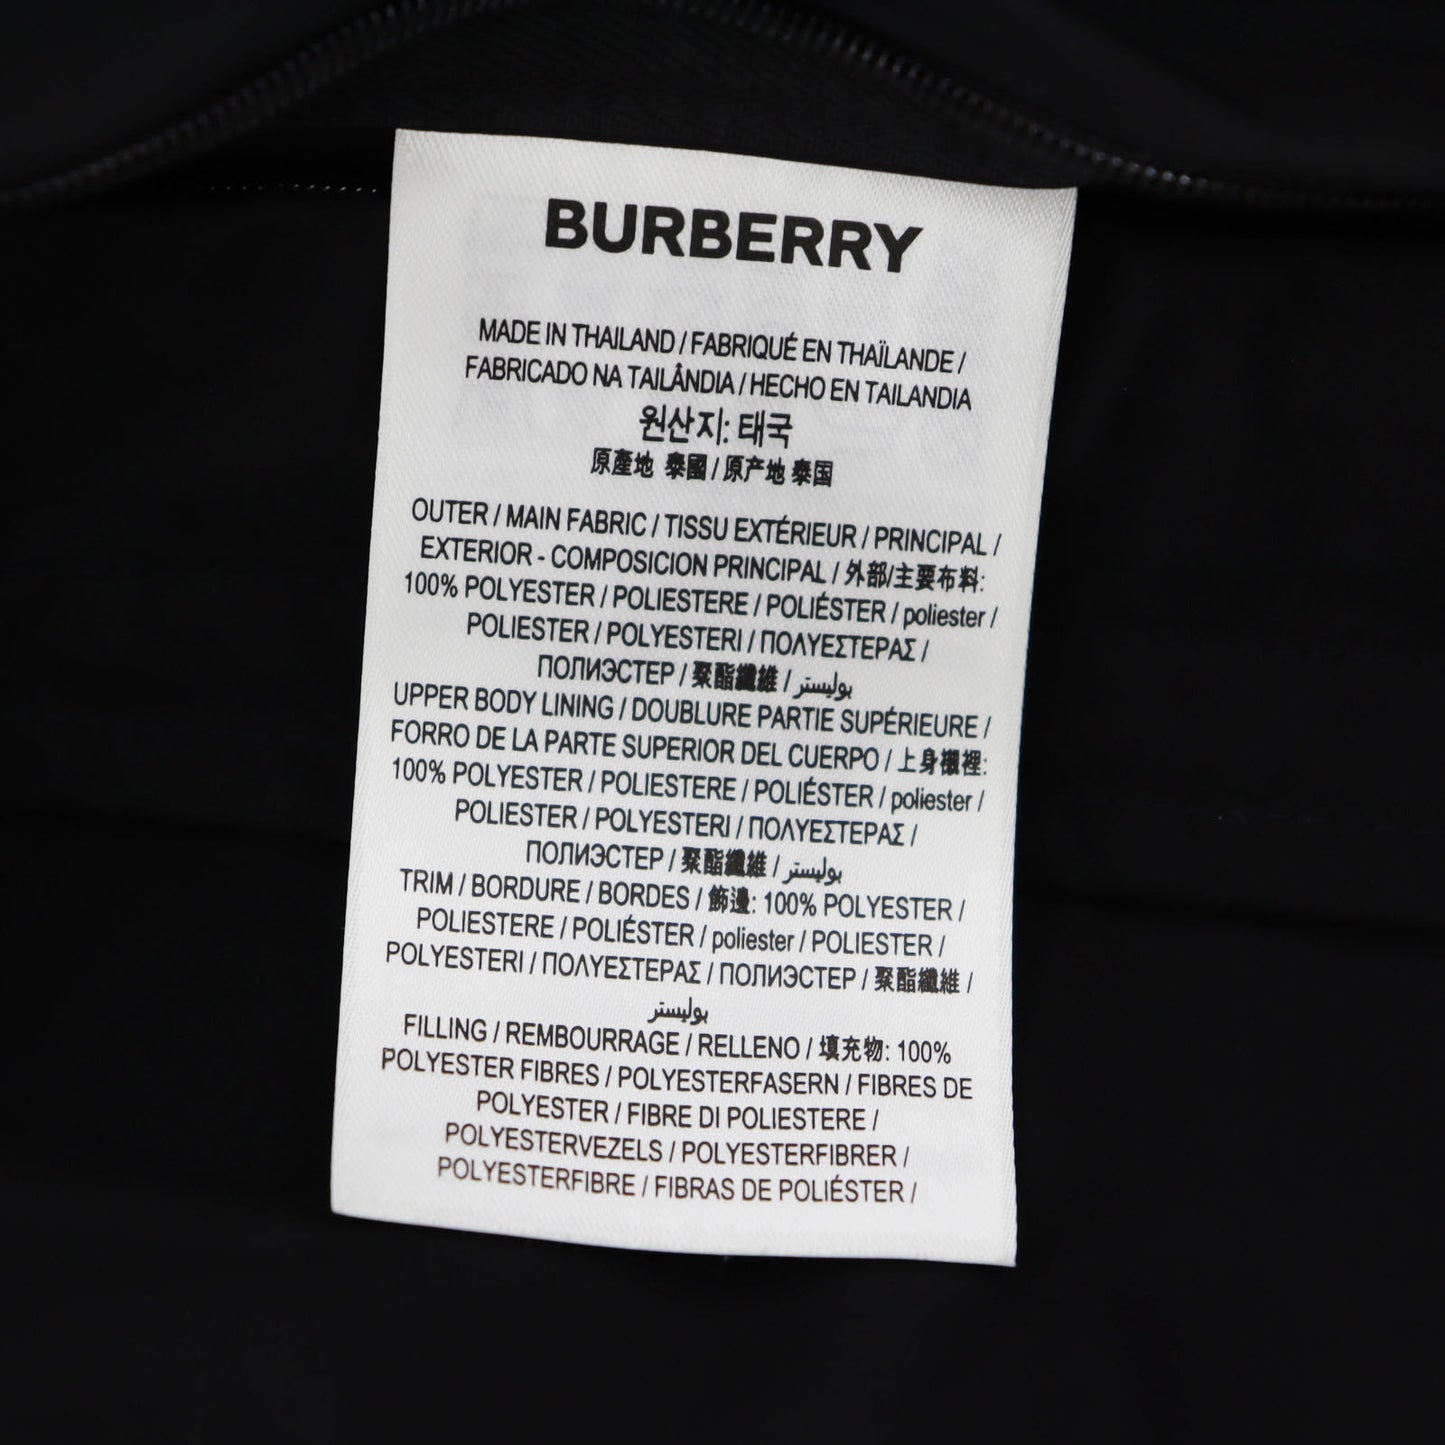 BURBERRY
MADE IN THAILAND / FABRIQUÉ EN THAÏLANDE /
FABRICADO NA TAILÂNDIA / HECHO EN TAILANDIA
원산지: 태국
原產地 泰國 / 原产地 泰国
OUTER / MAIN FABRIC / TISSU EXTÉRIEUR / PRINCIPAL /
EXTERIOR - COMPOSICION PRINCIPAL / 外部/主要布料:
100% POLYESTER / POLIESTERE / POLIÉSTER / poliester /
POLIESTER / POLYESTERI / ΠΟΛΥΕΣΤΕΡΑΣ /
ПОЛИЭСТЕР / 聚酯纖維 / بوليستر
UPPER BODY LINING / DOUBLURE PARTIE SUPÉRIEURE /
FORRO DE LA PARTE SUPERIOR DEL CUERPO / 上身襯裡:
100% POLYESTER / POLIESTERE / POLIÉSTER / poliester /
POLIESTER / POLYESTERI / ΠΟΛΥΕΣΤΕΡΑΣ /
ПОЛИЭСТЕР / 聚酯纖維 / بوليستر
TRIM / BORDURE / BORDES / 飾邊: 100% POLYESTER /
POLIESTERE / POLIÉSTER / poliester / POLIESTER /
POLYESTERI / ΠΟΛΥΕΣΤΕΡΑΣ / ПОЛИЭСТЕР / 聚酯纖維 /
بوليستر
FILLING / REMBOURRAGE / RELLENO / 填充物: 100%
POLYESTER FIBRES / POLYESTERFASERN / FIBRES DE
POLYESTER / FIBRE DI POLIESTERE /
POLYESTERVEZELS / POLYESTERFIBRER /
POLYESTERFIBRE / FIBRAS DE POLIÉSTER /